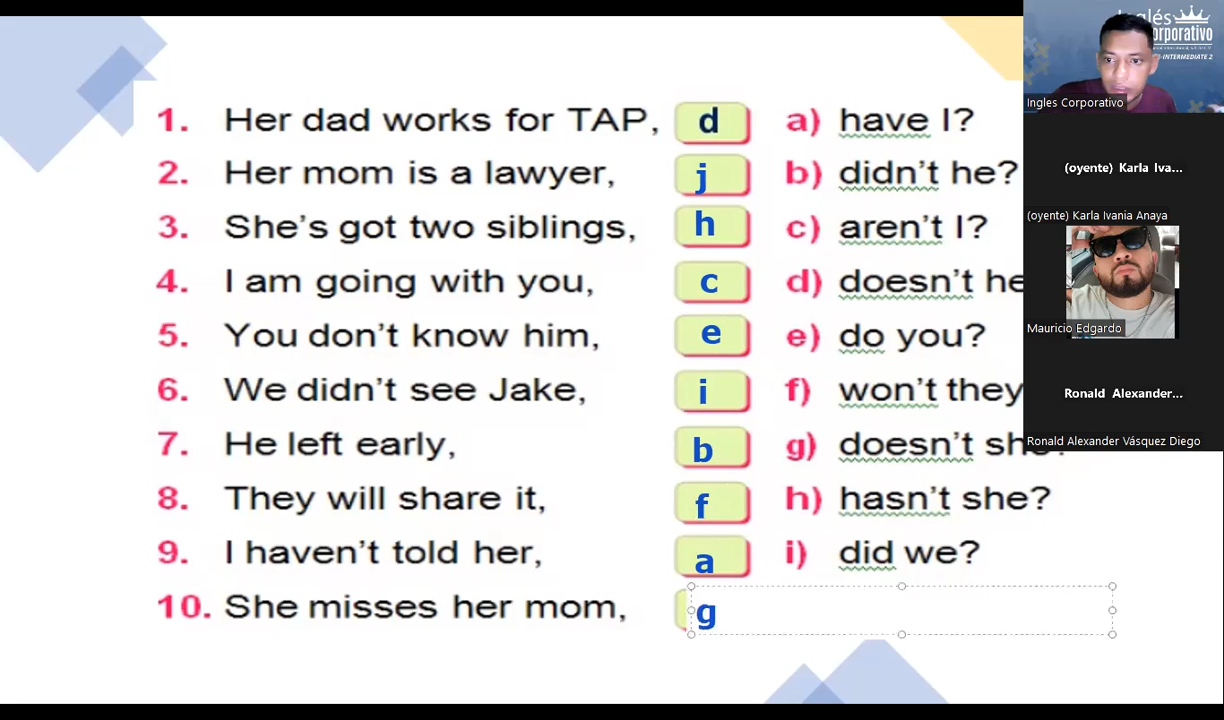 1. Her dad works for TAP, d a) have I?
2. Her mom is a lawyer, j b) didn't he?
3. She's got two siblings, h c) aren't I?
4. I am going with you, c d) doesn't he
5. You don't know him, e e) do you?
6. We didn't see Jake, i f) won't they
7. He left early, b g) doesn't she?
8. They will share it, f h) hasn't she?
9. I haven't told her, a i) did we?
10. She misses her mom, g
Inglés
orporativo
-INTERMEDIATE 2
Ingles Corporativo
(oyente) Karla Iva...
(oyente) Karla Ivania Anaya
Mauricio Edgardo
Ronald Alexander...
Ronald Alexander Vásquez Diego